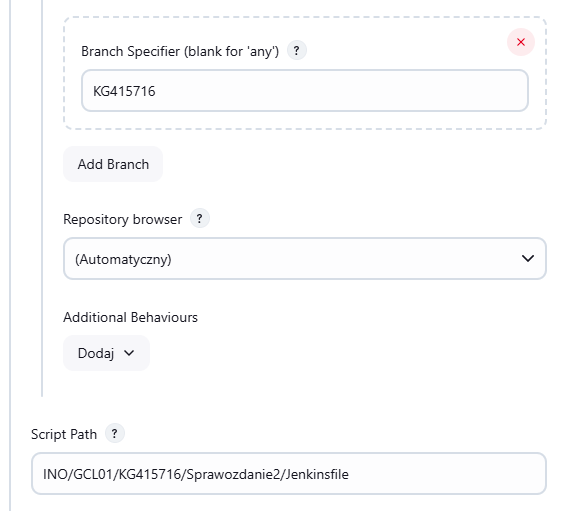 Branch Specifier (blank for 'any') ?
KG415716
Add Branch
Repository browser ?
(Automatyczny)
Additional Behaviours
Dodaj
Script Path ?
INO/GCL01/KG415716/Sprawozdanie2/Jenkinsfile